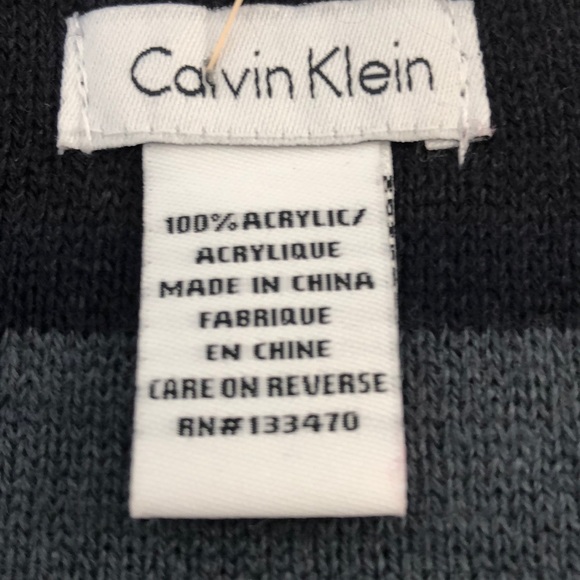 Calvin Klein
100% ACRYLIC/
ACRYLIQUE
MADE IN CHINA
FABRIQUE
EN CHINE
CARE ON REVERSE
RN#133470